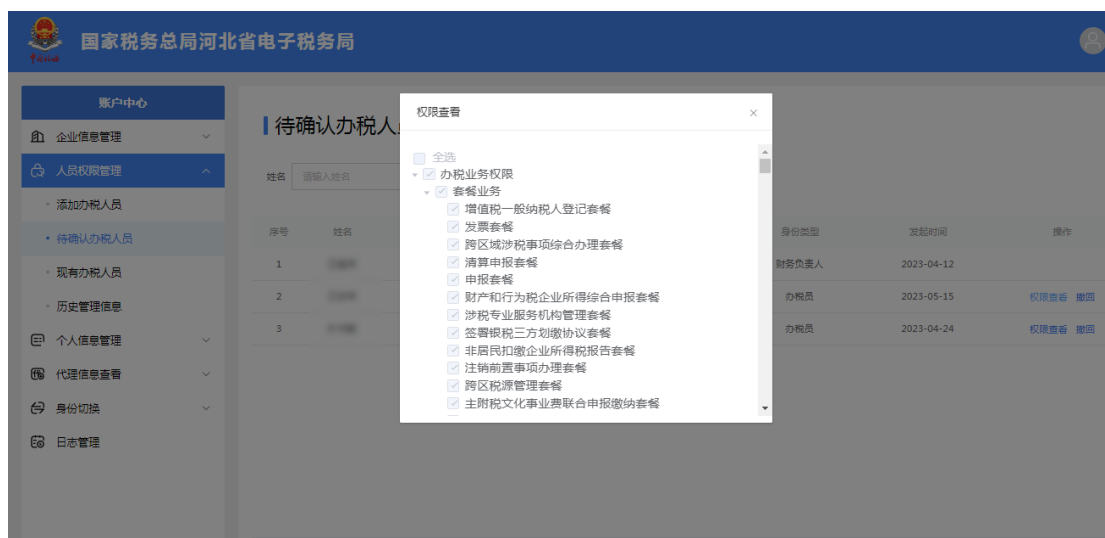 国家税务总局河北省电子税务局
账户中心
企业信息管理
人员权限管理
添加办税人员
待确认办税人员
现有办税人员
历史管理信息
个人信息管理
代理信息查看
身份切换
日志管理
待确认办税人
姓名 请输入姓名
序号 姓名 身份类型 发起时间 操作
1 财务负责人 2023-04-12
2 办税员 2023-05-15 权限查看 撤回
3 办税员 2023-04-24 权限查看 撤回
权限查看
全选
办税业务权限
套餐业务
增值税一般纳税人登记套餐
发票套餐
跨区域涉税事项综合办理套餐
清算申报套餐
申报套餐
财产和行为税企业所得综合申报套餐
涉税专业服务机构管理套餐
签署银税三方划缴协议套餐
非居民扣缴企业所得税报告套餐
注销前置事项办理套餐
跨区税源管理套餐
主附税文化事业费联合申报缴纳套餐